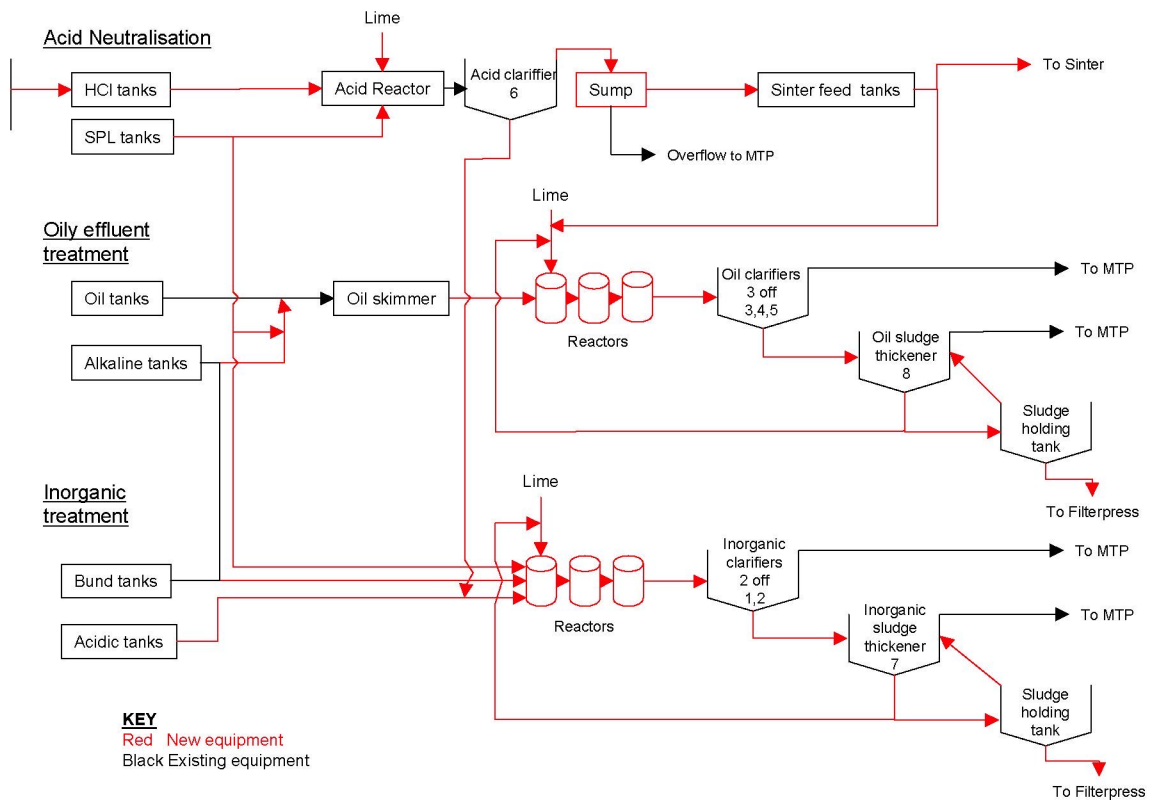 Acid Neutralisation
Lime
HCl tanks
Acid Reactor
Acid clariffier
6
Sump
Sinter feed tanks
To Sinter
SPL tanks
Overflow to MTP
Oily effluent
treatment
Lime
Oil tanks
Oil skimmer
Reactors
Oil clarifiers
3 off
3,4,5
To MTP
Alkaline tanks
Oil sludge
thickener
8
To MTP
Sludge
holding
tank
To Filterpress
Inorganic
treatment
Lime
Bund tanks
Acidic tanks
Reactors
Inorganic
clarifiers
2 off
1,2
To MTP
Inorganic
sludge
thickener
7
To MTP
Sludge
holding
tank
To Filterpress
KEY
Red New equipment
Black Existing equipment